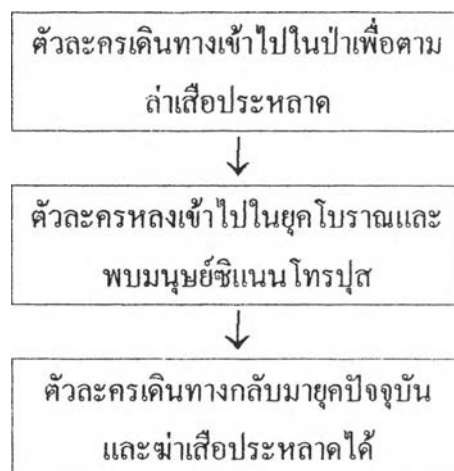 ตัวละครเดินทางเข้าไปในป่าเพื่อตาม
ล่าเสือประหลาด
ตัวละครหลงเข้าไปในยุคโบราณและ
พบมนุษย์ซิแนนโทรปุส
ตัวละครเดินทางกลับมายุคปัจจุบัน
และฆ่าเสือประหลาดได้